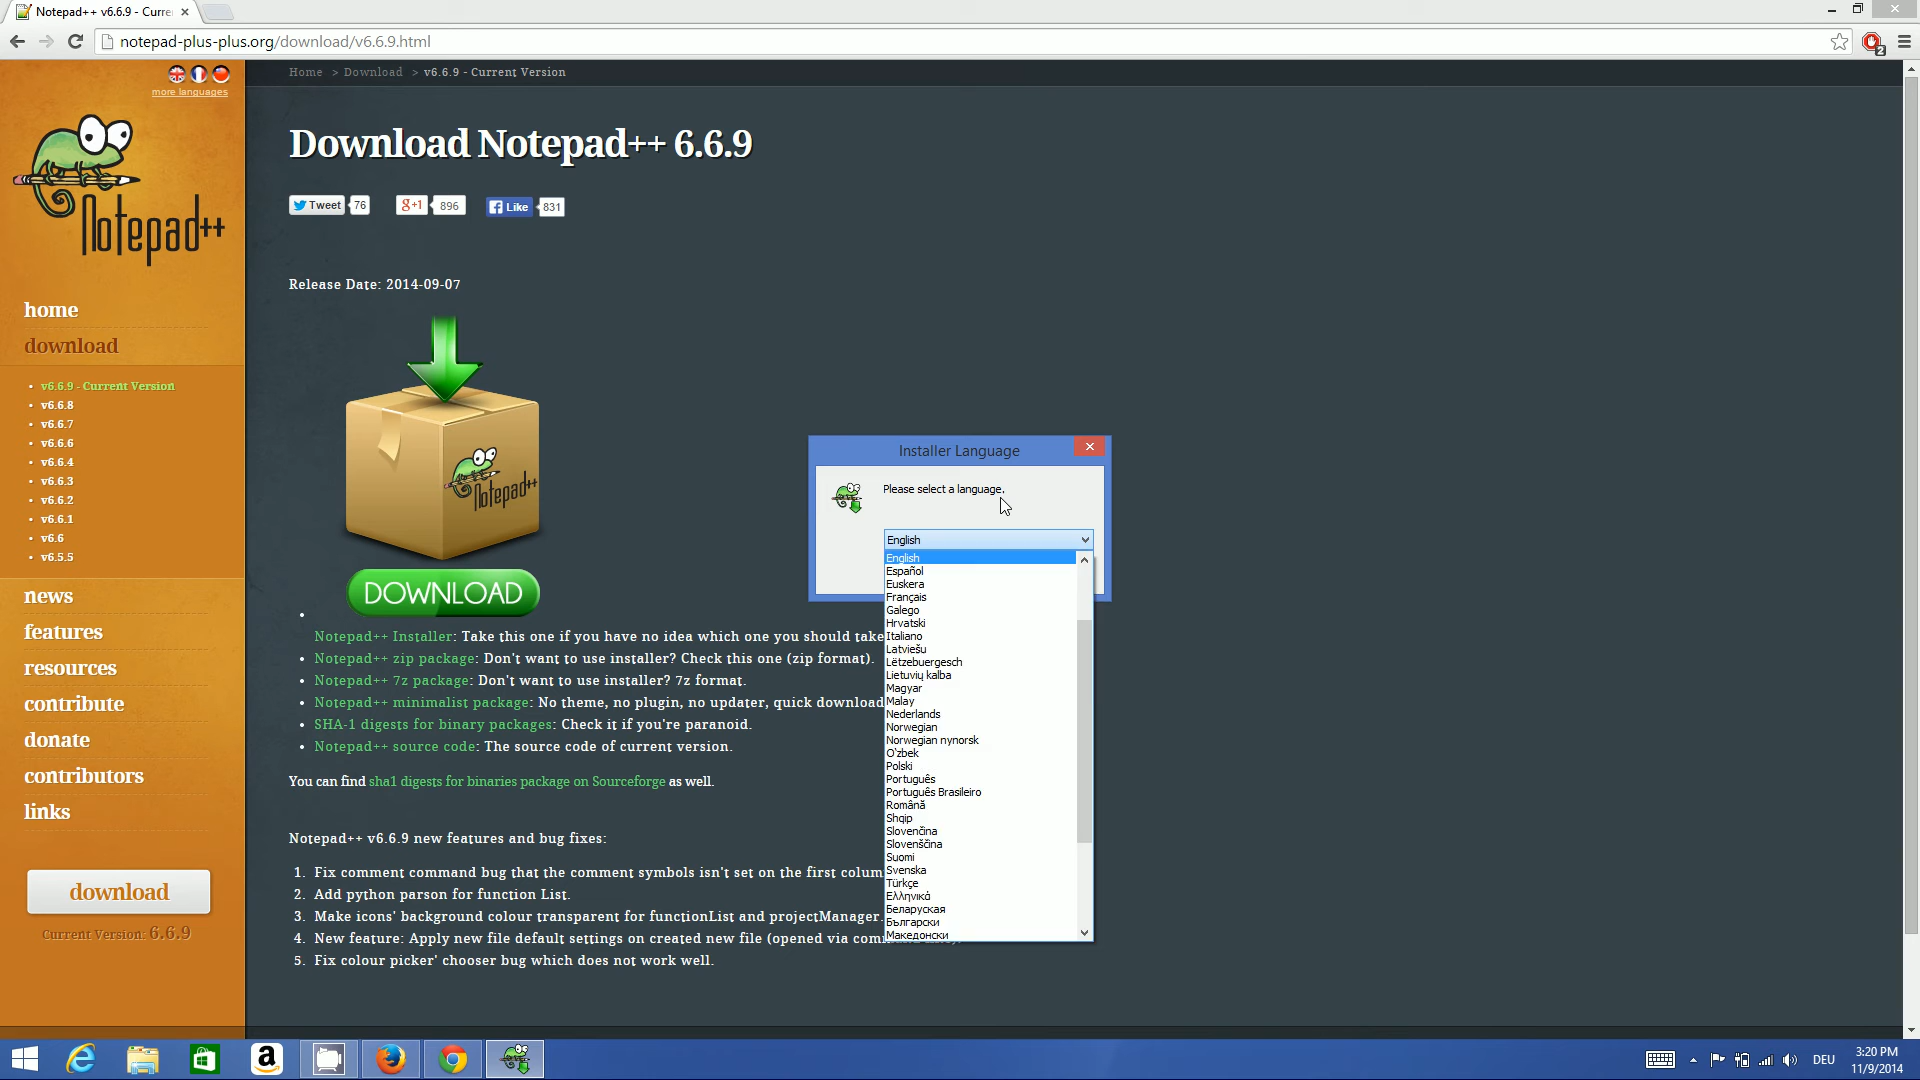 Notepad++ v6.6.9 - Curre
notepad-plus-plus.org/download/v6.6.9.html
2
more languages
Notepad++
home
download
v6.6.9 - Current Version
v6.6.8
v6.6.7
v6.6.6
v6.6.4
v6.6.3
v6.6.2
v6.6.1
v6.6
v6.5.5
news
features
resources
contribute
donate
contributors
links
download
Current Version: 6.6.9
Home > Download > v6.6.9 - Current Version
Download Notepad++ 6.6.9
Tweet 76 g+1 896 Like 831
Release Date: 2014-09-07
Notepad++
DOWNLOAD
Notepad++ Installer: Take this one if you have no idea which one you should take
Notepad++ zip package: Don't want to use installer? Check this one (zip format).
Notepad++ 7z package: Don't want to use installer? 7z format.
Notepad++ minimalist package: No theme, no plugin, no updater, quick download
SHA-1 digests for binary packages: Check it if you're paranoid.
Notepad++ source code: The source code of current version.
You can find sha1 digests for binaries package on Sourceforge as well.
Notepad++ v6.6.9 new features and bug fixes:
1. Fix comment command bug that the comment symbols isn't set on the first colum
2. Add python parson for function List.
3. Make icons' background colour transparent for functionList and projectManager.
4. New feature: Apply new file default settings on created new file (opened via com
5. Fix colour picker' chooser bug which does not work well.
Installer Language
Please select a language.
English
English
Español
Euskera
Français
Galego
Hrvatski
Italiano
Latviešu
Lëtzebuergesch
Lietuvių kalba
Magyar
Malay
Nederlands
Norwegian
Norwegian nynorsk
O'zbek
Polski
Português
Português Brasileiro
Română
Shqip
Slovenčina
Slovenščina
Suomi
Svenska
Türkçe
Ελληνικά
Беларуская
Български
Македонски
DEU
3:20 PM
11/9/2014